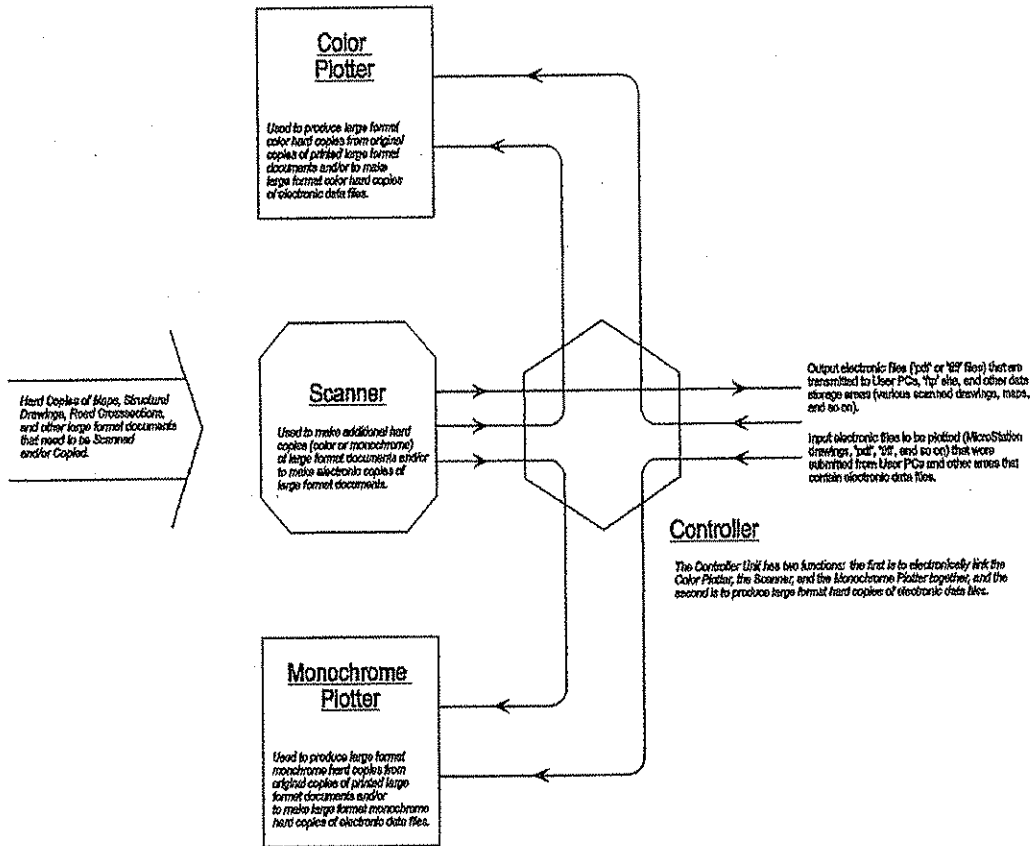 Color
Plotter
Used to produce large format
color hard copies from original
copies of printed large format
documents and/or to make
large format color hard copies
of electronic data files.
Hard Copies of Maps, Structural
Drawings, Road Crosssections,
and other large format documents
that need to be Scanned
and/or Copied.
Scanner
Used to make additional hard
copies (color or monochrome)
of large format documents and/or
to make electronic copies of
large format documents.
Output electronic files ('pdf' or 'tiff' files) that are
transmitted to User PCs, 'ftp' site, and other data
storage areas (various scanned drawings, maps,
and so on).
Input electronic files to be plotted (MicroStation
drawings, 'pdf', 'tiff', and so on) that were
submitted from User PCs and other areas that
contain electronic data files.
Controller
The Controller Unit has two functions: the first is to electronically link the
Color Plotter, the Scanner, and the Monochrome Plotter together, and the
second is to produce large format hard copies of electronic data files.
Monochrome
Plotter
Used to produce large format
monochrome hard copies from
original copies of printed large
format documents and/or
to make large format monochrome
hard copies of electronic data files.